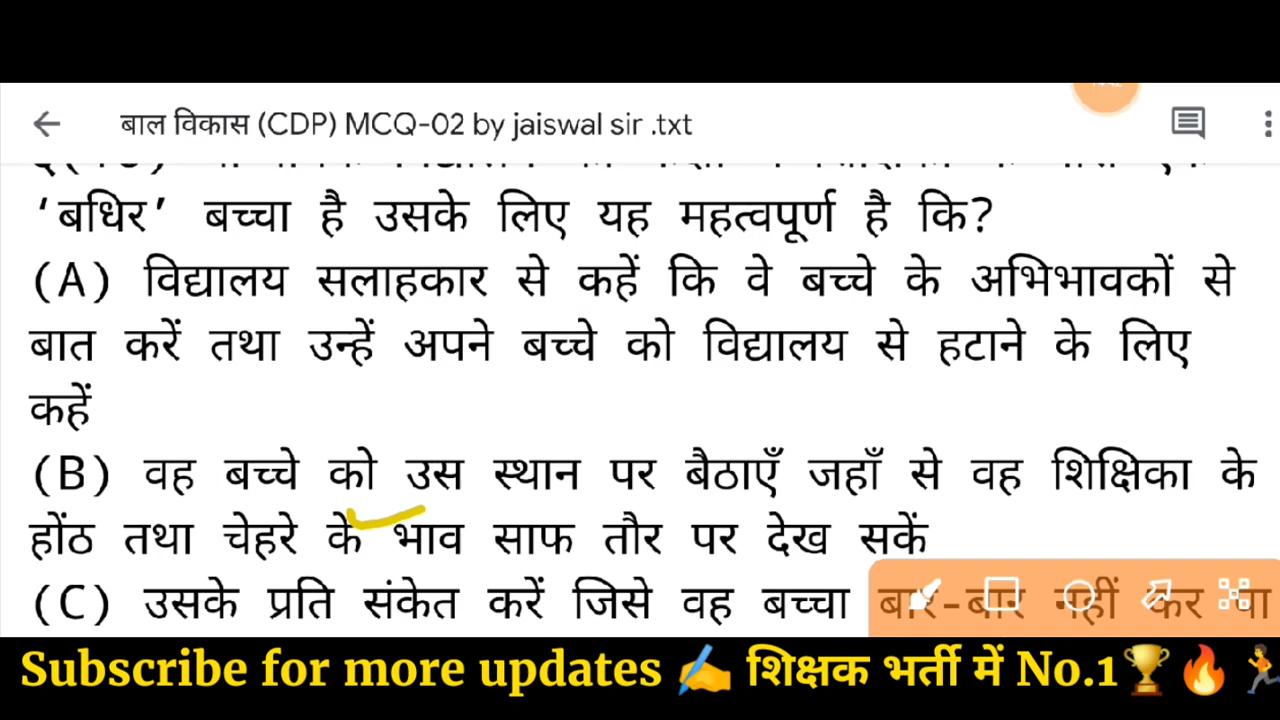 बाल विकास (CDP) MCQ-02 by jaiswal sir .txt
‘बधिर’ बच्चा है उसके लिए यह महत्वपूर्ण है कि?
(A) विद्यालय सलाहकार से कहें कि वे बच्चे के अभिभावकों से
बात करें तथा उन्हें अपने बच्चे को विद्यालय से हटाने के लिए
कहें
(B) वह बच्चे को उस स्थान पर बैठाएँ जहाँ से वह शिक्षिका के
होंठ तथा चेहरे के भाव साफ तौर पर देख सकें
(C) उसके प्रति संकेत करें जिसे वह बच्चा बार-बार नहीं कर पा
Subscribe for more updates ✍️ शिक्षक भर्ती में No.1🏆🔥🏃